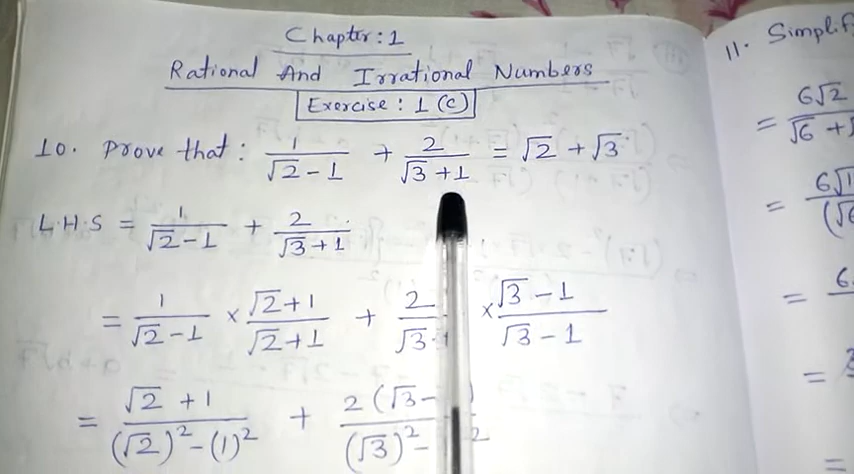 Chapter: 1
Rational And Irrational Numbers
Exercise: 1 (c)
10. Prove that: 1/(√2-1) + 2/(√3+1) = √2 + √3
L.H.S = 1/(√2-1) + 2/(√3+1)
= 1/(√2-1) × (√2+1)/(√2+1) + 2/(√3 × (√3-1)/(√3-1)
= (√2+1)/((√2)²-(1)²) + 2(√3-/(√3)²- 2
11. Simplif
= 6√2/(√6+
= 6√/(√
= 6
=
=